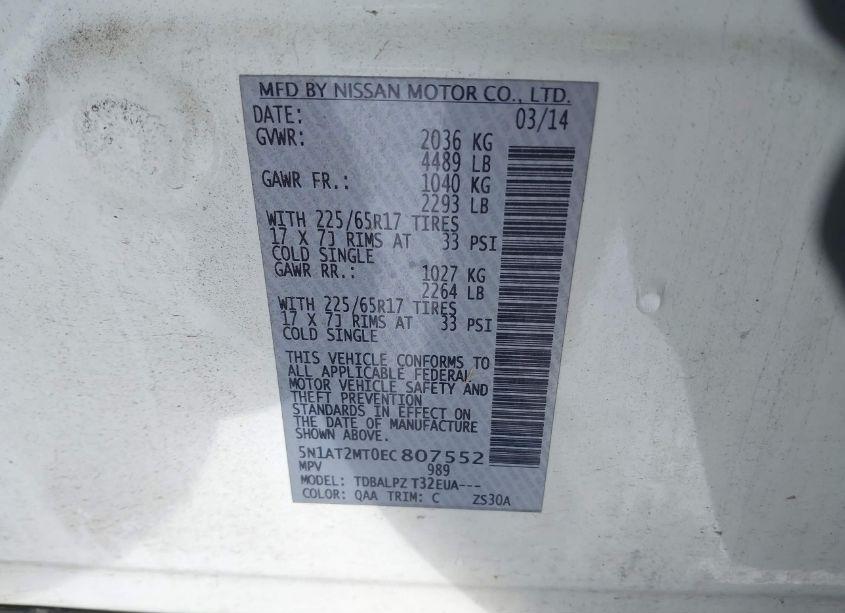 MFD BY NISSAN MOTOR CO., LTD.
DATE: 03/14
GVWR: 2036 KG
4489 LB
GAWR FR.: 1040 KG
2293 LB
WITH 225/65R17 TIRES
17 X 7J RIMS AT 33 PSI
COLD SINGLE
GAWR RR.: 1027 KG
2264 LB
WITH 225/65R17 TIRES
17 X 7J RIMS AT 33 PSI
COLD SINGLE
THIS VEHICLE CONFORMS TO
ALL APPLICABLE FEDERAL
MOTOR VEHICLE SAFETY AND
THEFT PREVENTION
STANDARDS IN EFFECT ON
THE DATE OF MANUFACTURE
SHOWN ABOVE.
5N1AT2MT0EC807552
MPV 989
MODEL: TDBALPZ T32EUA---
COLOR: QAA TRIM: C ZS30A